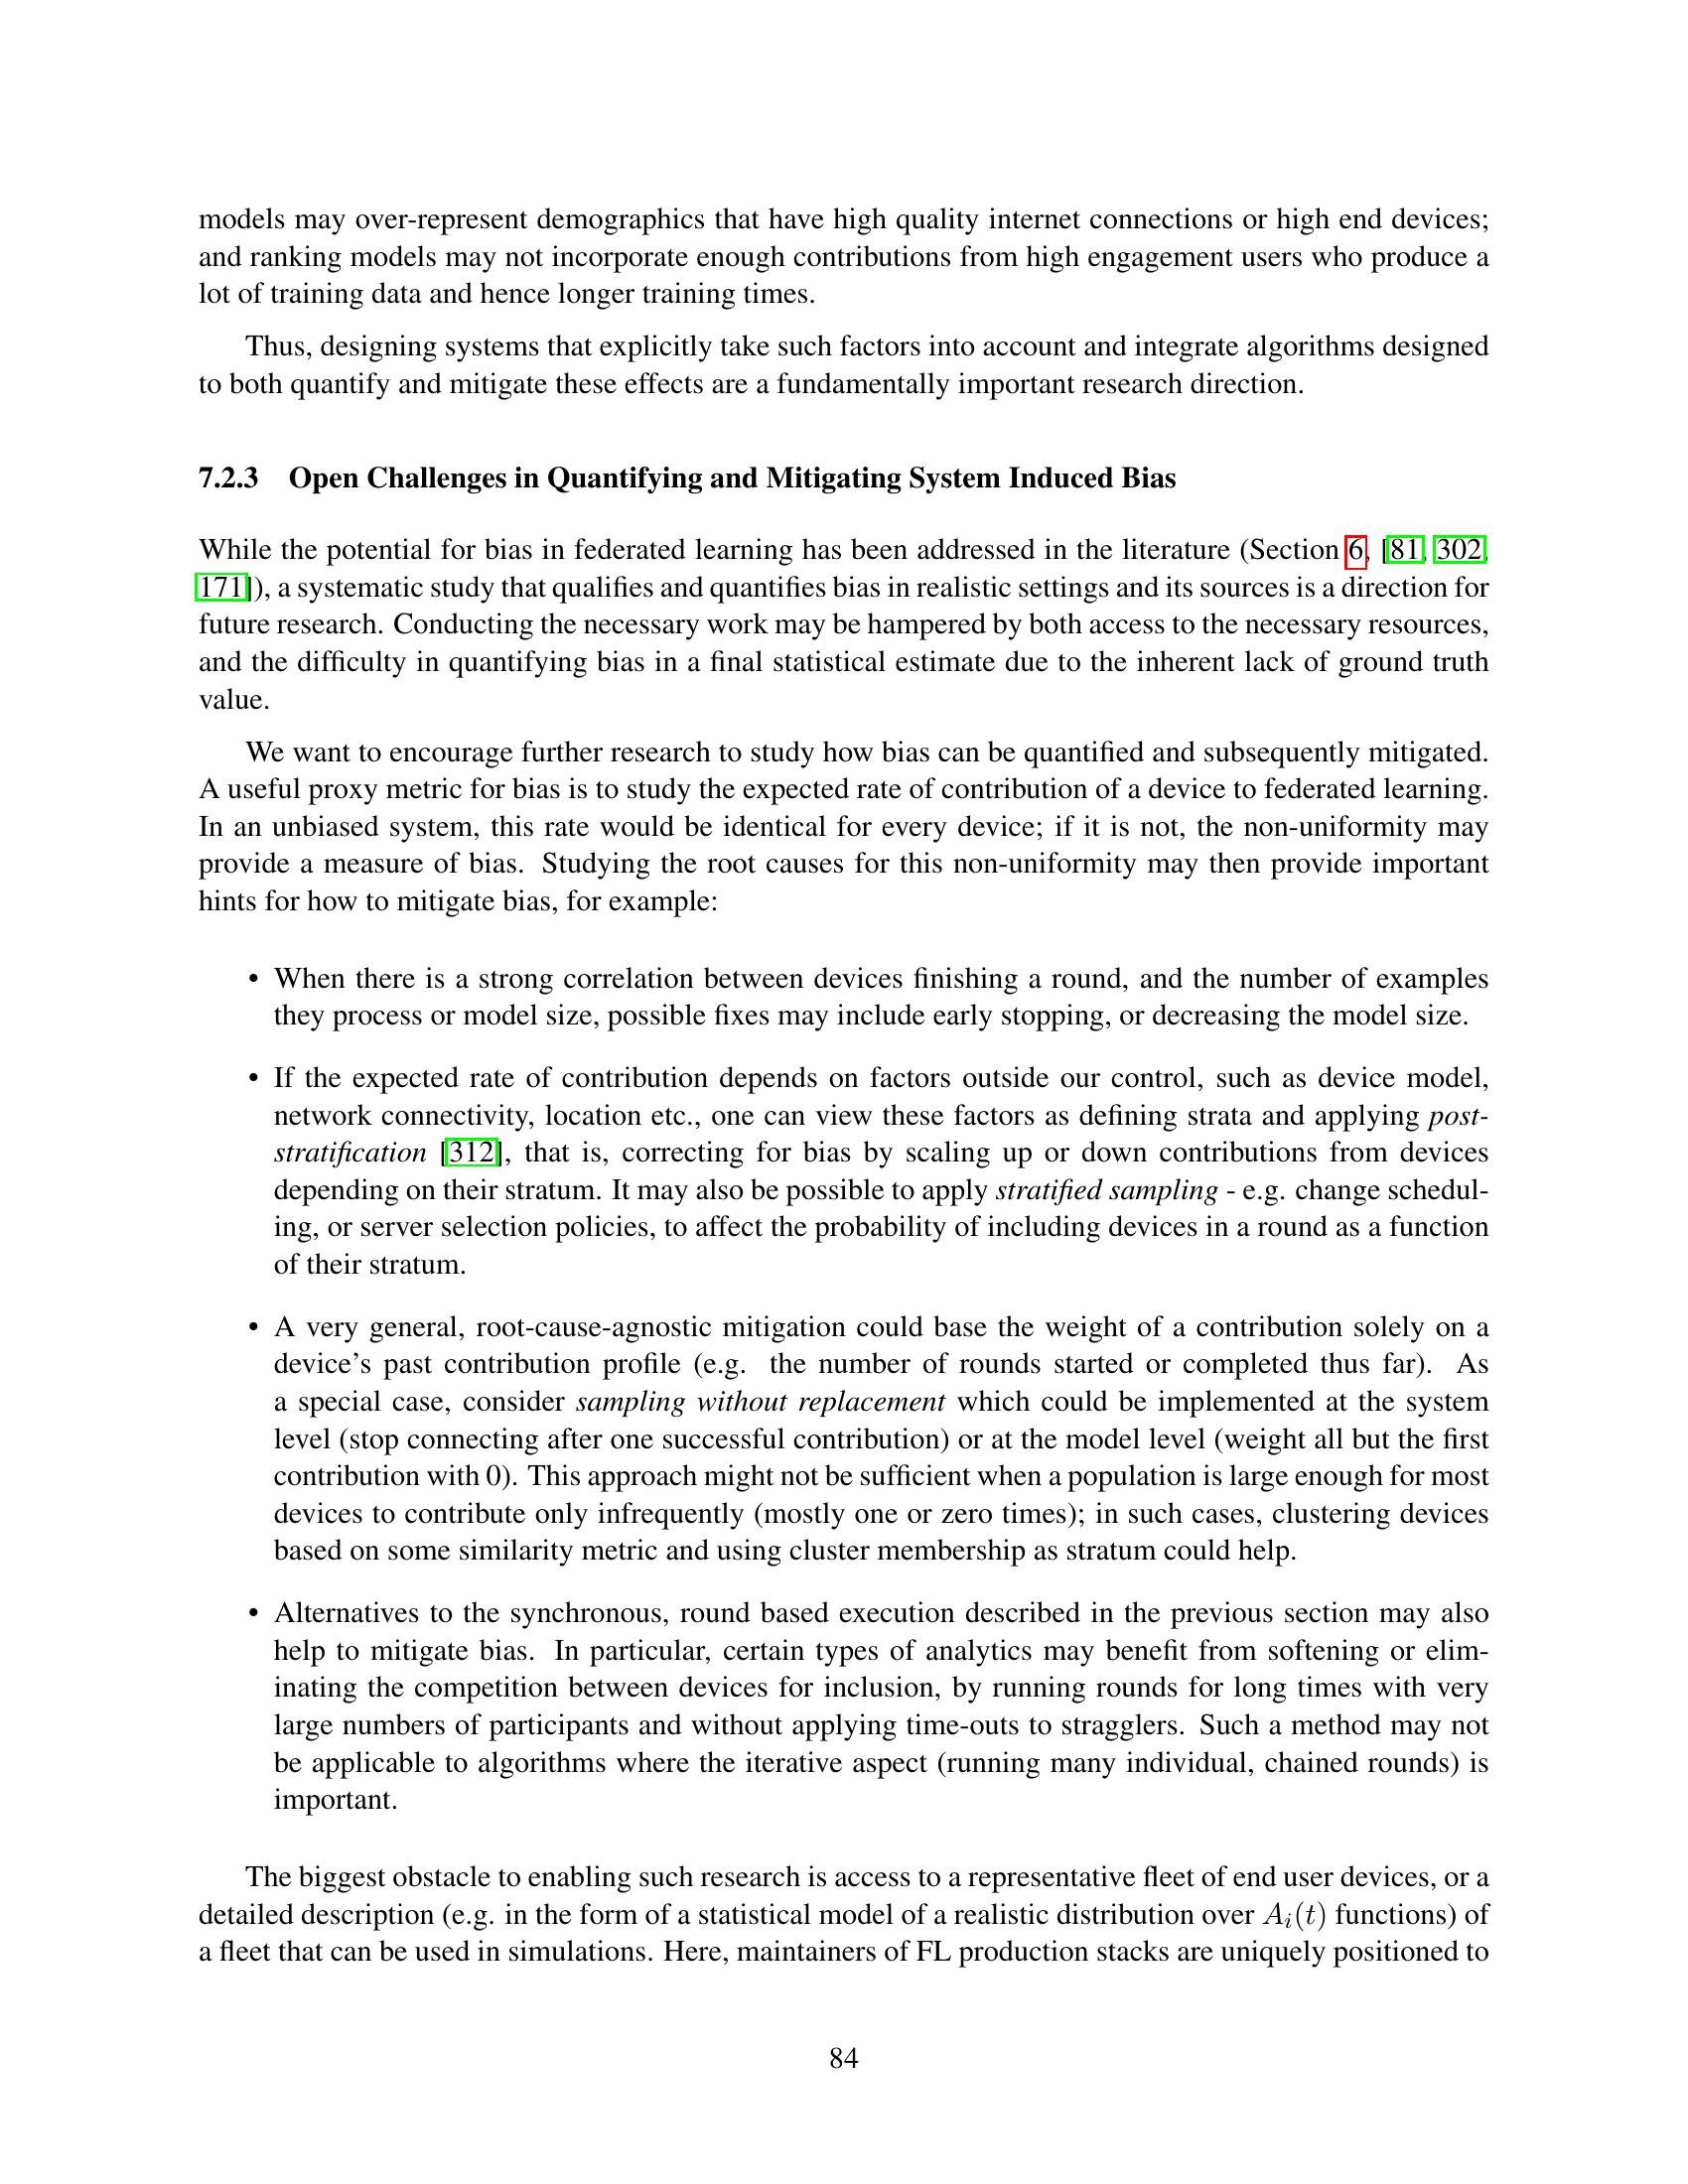 models may over-represent demographics that have high quality internet connections or high end devices;
and ranking models may not incorporate enough contributions from high engagement users who produce a
lot of training data and hence longer training times.
Thus, designing systems that explicitly take such factors into account and integrate algorithms designed
to both quantify and mitigate these effects are a fundamentally important research direction.
7.2.3 Open Challenges in Quantifying and Mitigating System Induced Bias
While the potential for bias in federated learning has been addressed in the literature (Section 6, [81, 302,
171]), a systematic study that qualifies and quantifies bias in realistic settings and its sources is a direction for
future research. Conducting the necessary work may be hampered by both access to the necessary resources,
and the difficulty in quantifying bias in a final statistical estimate due to the inherent lack of ground truth
value.
We want to encourage further research to study how bias can be quantified and subsequently mitigated.
A useful proxy metric for bias is to study the expected rate of contribution of a device to federated learning.
In an unbiased system, this rate would be identical for every device; if it is not, the non-uniformity may
provide a measure of bias. Studying the root causes for this non-uniformity may then provide important
hints for how to mitigate bias, for example:
• When there is a strong correlation between devices finishing a round, and the number of examples
they process or model size, possible fixes may include early stopping, or decreasing the model size.
• If the expected rate of contribution depends on factors outside our control, such as device model,
network connectivity, location etc., one can view these factors as defining strata and applying post-
stratification [312], that is, correcting for bias by scaling up or down contributions from devices
depending on their stratum. It may also be possible to apply stratified sampling - e.g. change schedul-
ing, or server selection policies, to affect the probability of including devices in a round as a function
of their stratum.
• A very general, root-cause-agnostic mitigation could base the weight of a contribution solely on a
device's past contribution profile (e.g. the number of rounds started or completed thus far). As
a special case, consider sampling without replacement which could be implemented at the system
level (stop connecting after one successful contribution) or at the model level (weight all but the first
contribution with 0). This approach might not be sufficient when a population is large enough for most
devices to contribute only infrequently (mostly one or zero times); in such cases, clustering devices
based on some similarity metric and using cluster membership as stratum could help.
• Alternatives to the synchronous, round based execution described in the previous section may also
help to mitigate bias. In particular, certain types of analytics may benefit from softening or elim-
inating the competition between devices for inclusion, by running rounds for long times with very
large numbers of participants and without applying time-outs to stragglers. Such a method may not
be applicable to algorithms where the iterative aspect (running many individual, chained rounds) is
important.
The biggest obstacle to enabling such research is access to a representative fleet of end user devices, or a
detailed description (e.g. in the form of a statistical model of a realistic distribution over A_i(t) functions) of
a fleet that can be used in simulations. Here, maintainers of FL production stacks are uniquely positioned to
84